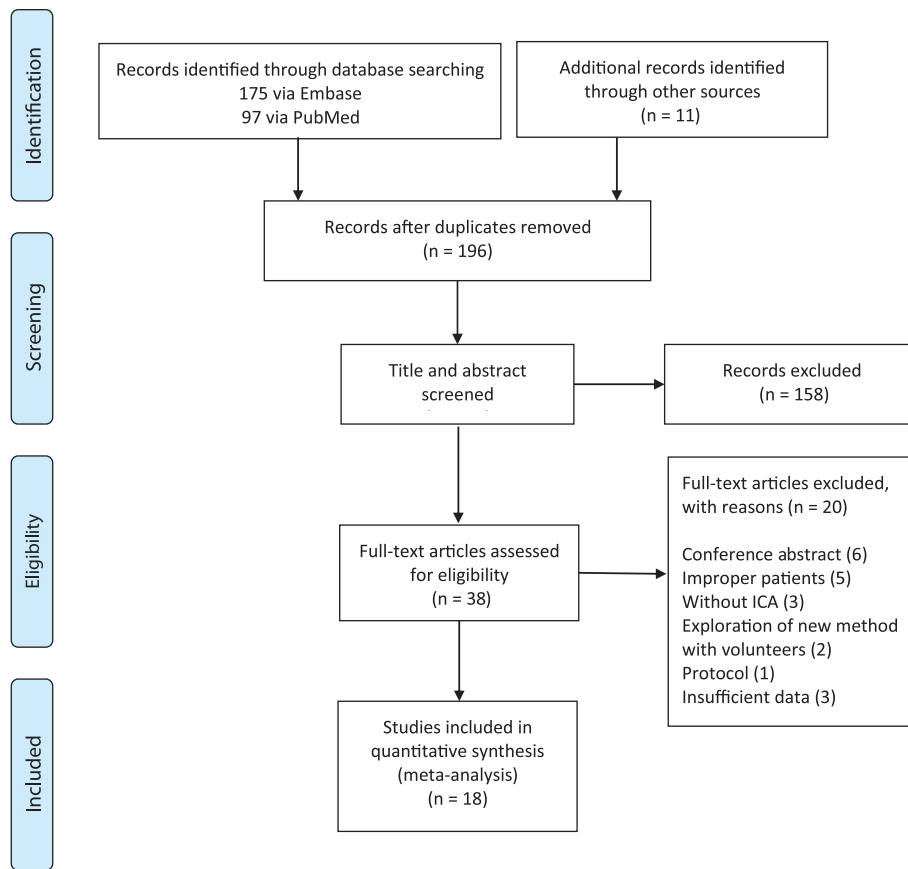 Identification
Records identified through database searching
175 via Embase
97 via PubMed
Additional records identified
through other sources
(n = 11)
Records after duplicates removed
(n = 196)
Screening
Title and abstract
screened
Records excluded
(n = 158)
Eligibility
Full-text articles assessed
for eligibility
(n = 38)
Full-text articles excluded,
with reasons (n = 20)
Conference abstract (6)
Improper patients (5)
Without ICA (3)
Exploration of new method
with volunteers (2)
Protocol (1)
Insufficient data (3)
Included
Studies included in
quantitative synthesis
(meta-analysis)
(n = 18)